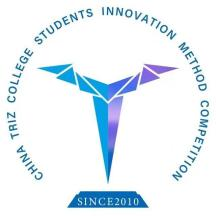 CHINA TRIZ COLLEGE STUDENTS INNOVATION METHOD COMPETITION
SINCE2010